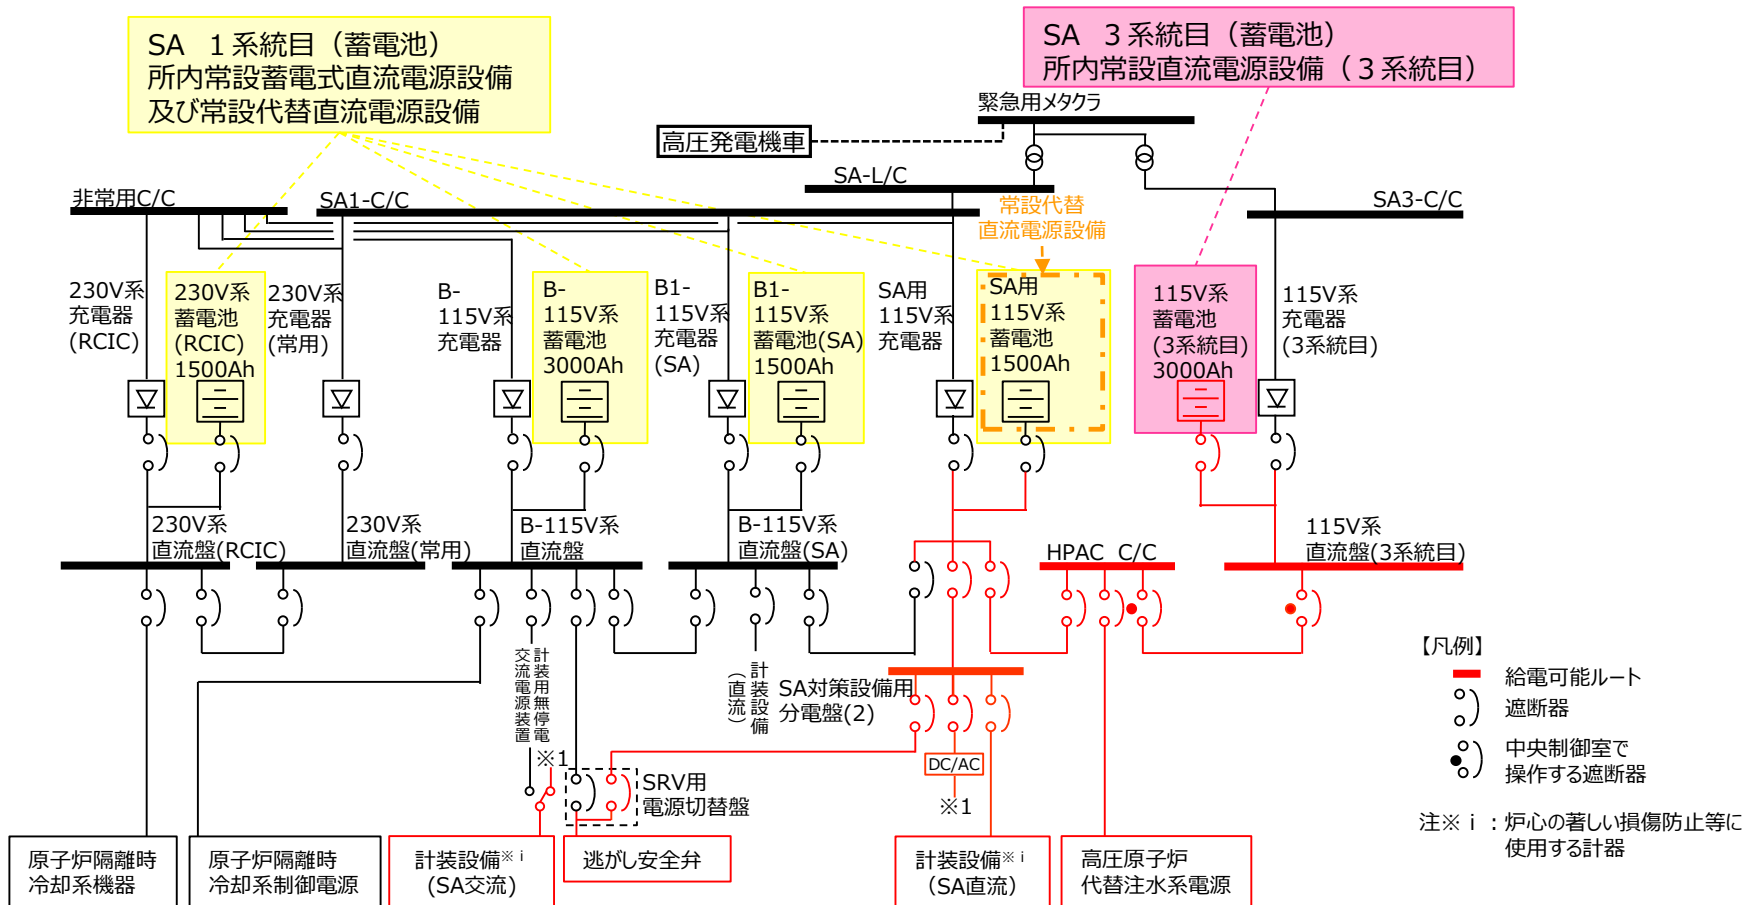 SA １系統目（蓄電池）
所内常設蓄電式直流電源設備
及び常設代替直流電源設備
SA ３系統目（蓄電池）
所内常設直流電源設備（３系統目）
緊急用メタクラ
高圧発電機車
SA-L/C
非常用C/C
SA1-C/C
SA3-C/C
常設代替
直流電源設備
230V系
充電器
(RCIC)
230V系
蓄電池
(RCIC)
1500Ah
230V系
充電器
(常用)
B-
115V系
充電器
B-
115V系
蓄電池
3000Ah
B1-
115V系
充電器
(SA)
B1-
115V系
蓄電池(SA)
1500Ah
SA用
115V系
充電器
SA用
115V系
蓄電池
1500Ah
115V系
蓄電池
(3系統目)
3000Ah
115V系
充電器
(3系統目)
230V系
直流盤(RCIC)
230V系
直流盤(常用)
B-115V系
直流盤
B-115V系
直流盤(SA)
HPAC C/C
115V系
直流盤(3系統目)
計装用無停電
交流電源装置
※1
計装設備
（直流）
SA対策設備用
分電盤(2)
DC/AC
※1
SRV用
電源切替盤
【凡例】
給電可能ルート
遮断器
中央制御室で
操作する遮断器
注※ｉ：炉心の著しい損傷防止等に
使用する計器
原子炉隔離時
冷却系機器
原子炉隔離時
冷却系制御電源
計装設備※ｉ
(SA交流)
逃がし安全弁
計装設備※ｉ
（SA直流）
高圧原子炉
代替注水系電源